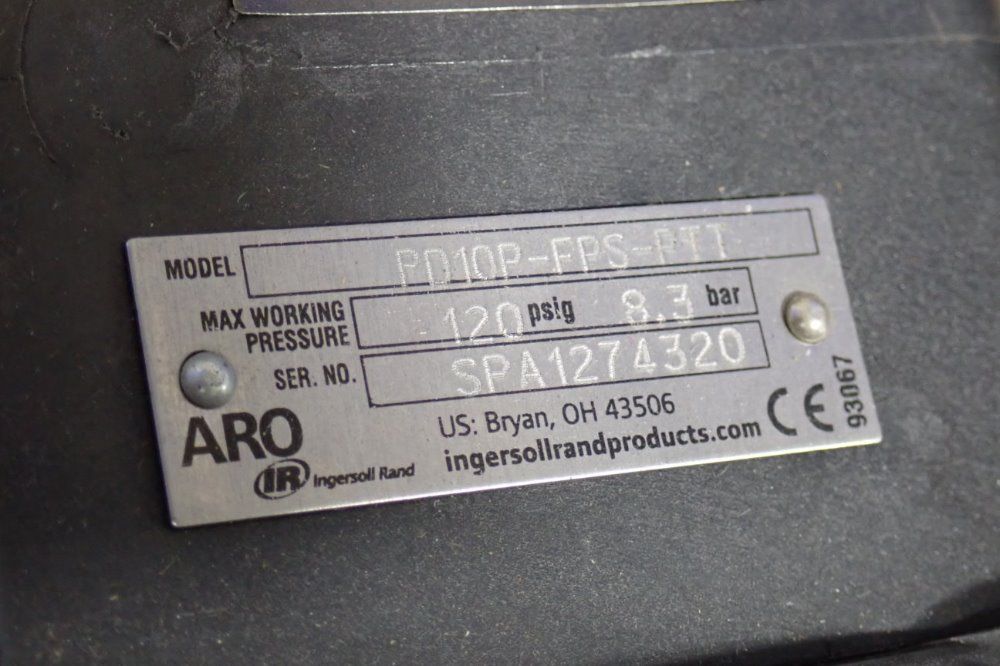 MODEL PD10P-FPS-PTT
MAX WORKING PRESSURE 120 psig 8.3 bar
SER. NO. SPA1274320
ARO
US: Bryan, OH 43506
IR Ingersoll Rand
ingersollrandproducts.com
CE
93067